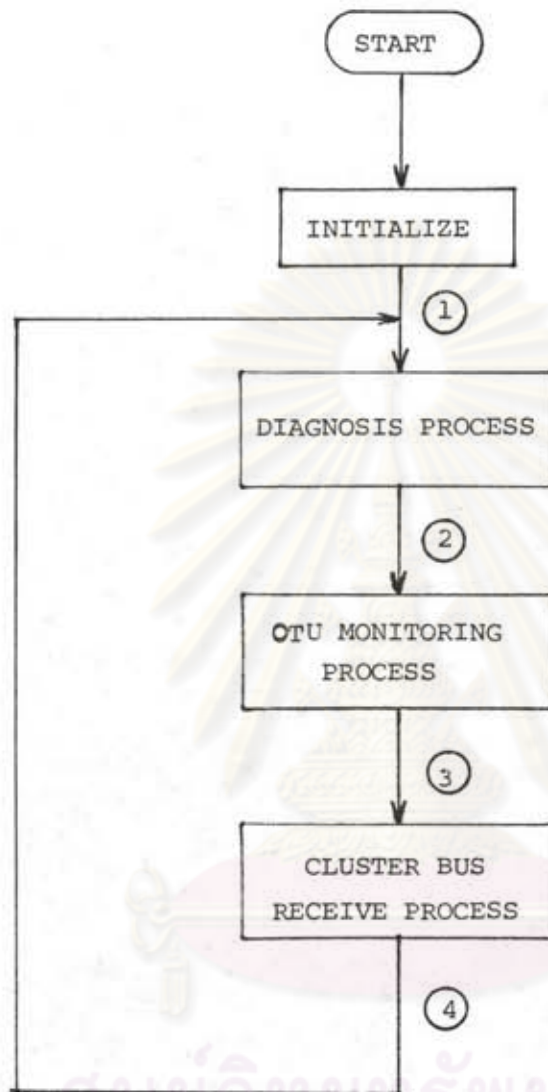 START
INITIALIZE
1
DIAGNOSIS PROCESS
2
OTU MONITORING
PROCESS
3
CLUSTER BUS
RECEIVE PROCESS
4